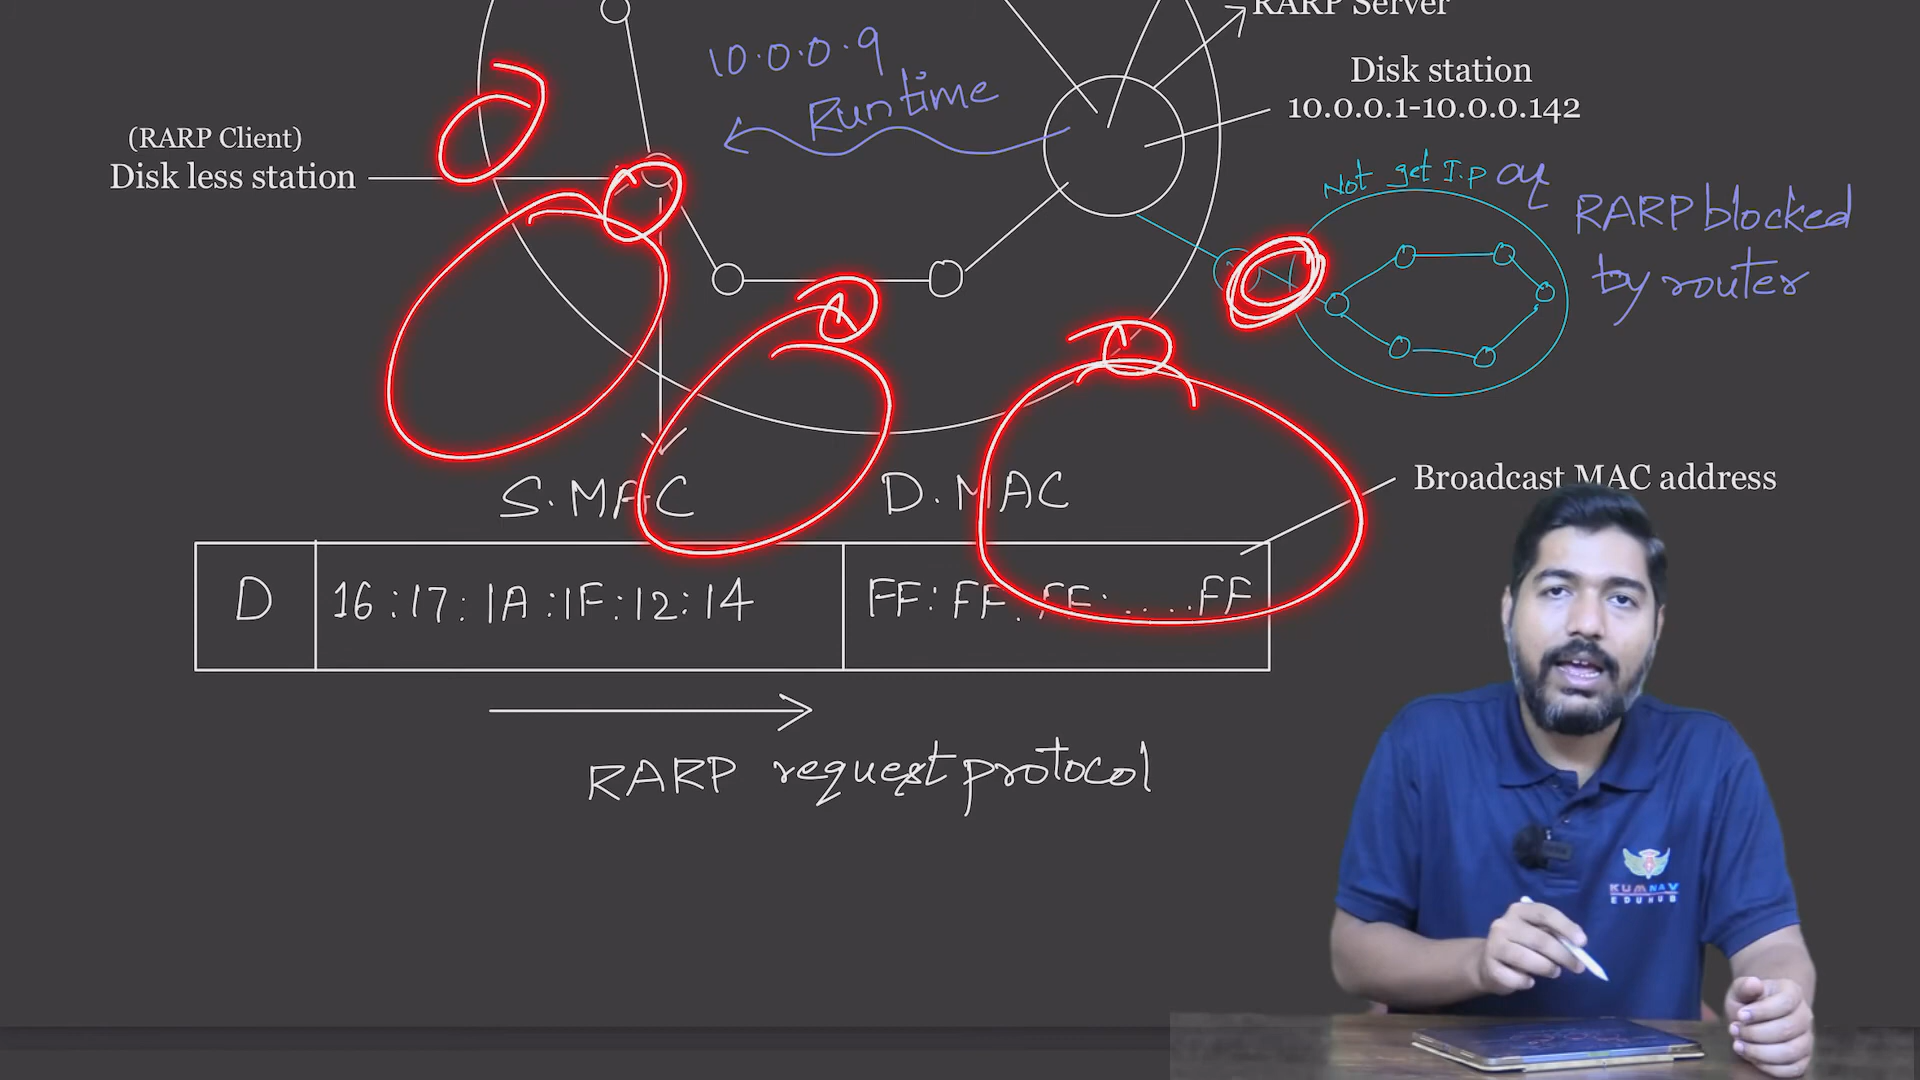 RARP Server
10.0.0.9
Runtime
Disk station
10.0.0.1-10.0.0.142
(RARP Client)
Disk less station
Not get I.P
RARP blocked
by router
S.MAC
D.MAC
Broadcast MAC address
D
16:17:1A:1F:12:14
FF:FF:FF:....FF
RARP request protocol
KUMNAV
EDUHUB